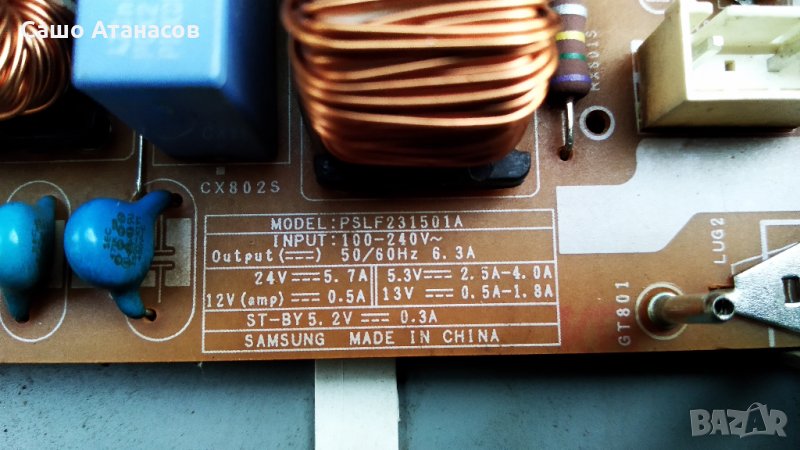 Сашо Атанасов
CX802S
RX801S
MODEL:PSLF231501A
INPUT:100-240V~
Output(⎓) 50/60Hz 6.3A
24V ⎓ 5.7A 5.3V ⎓ 2.5A-4.0A
12V(amp) ⎓ 0.5A 13V ⎓ 0.5A-1.8A
ST-BY 5.2V ⎓ 0.3A
SAMSUNG MADE IN CHINA
GT801
LUG2
BAZAR